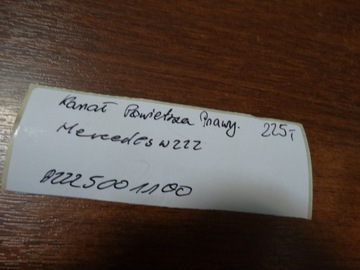 Kanał Powietrza Prawy. 225T
Mercedes W222
A2225001100